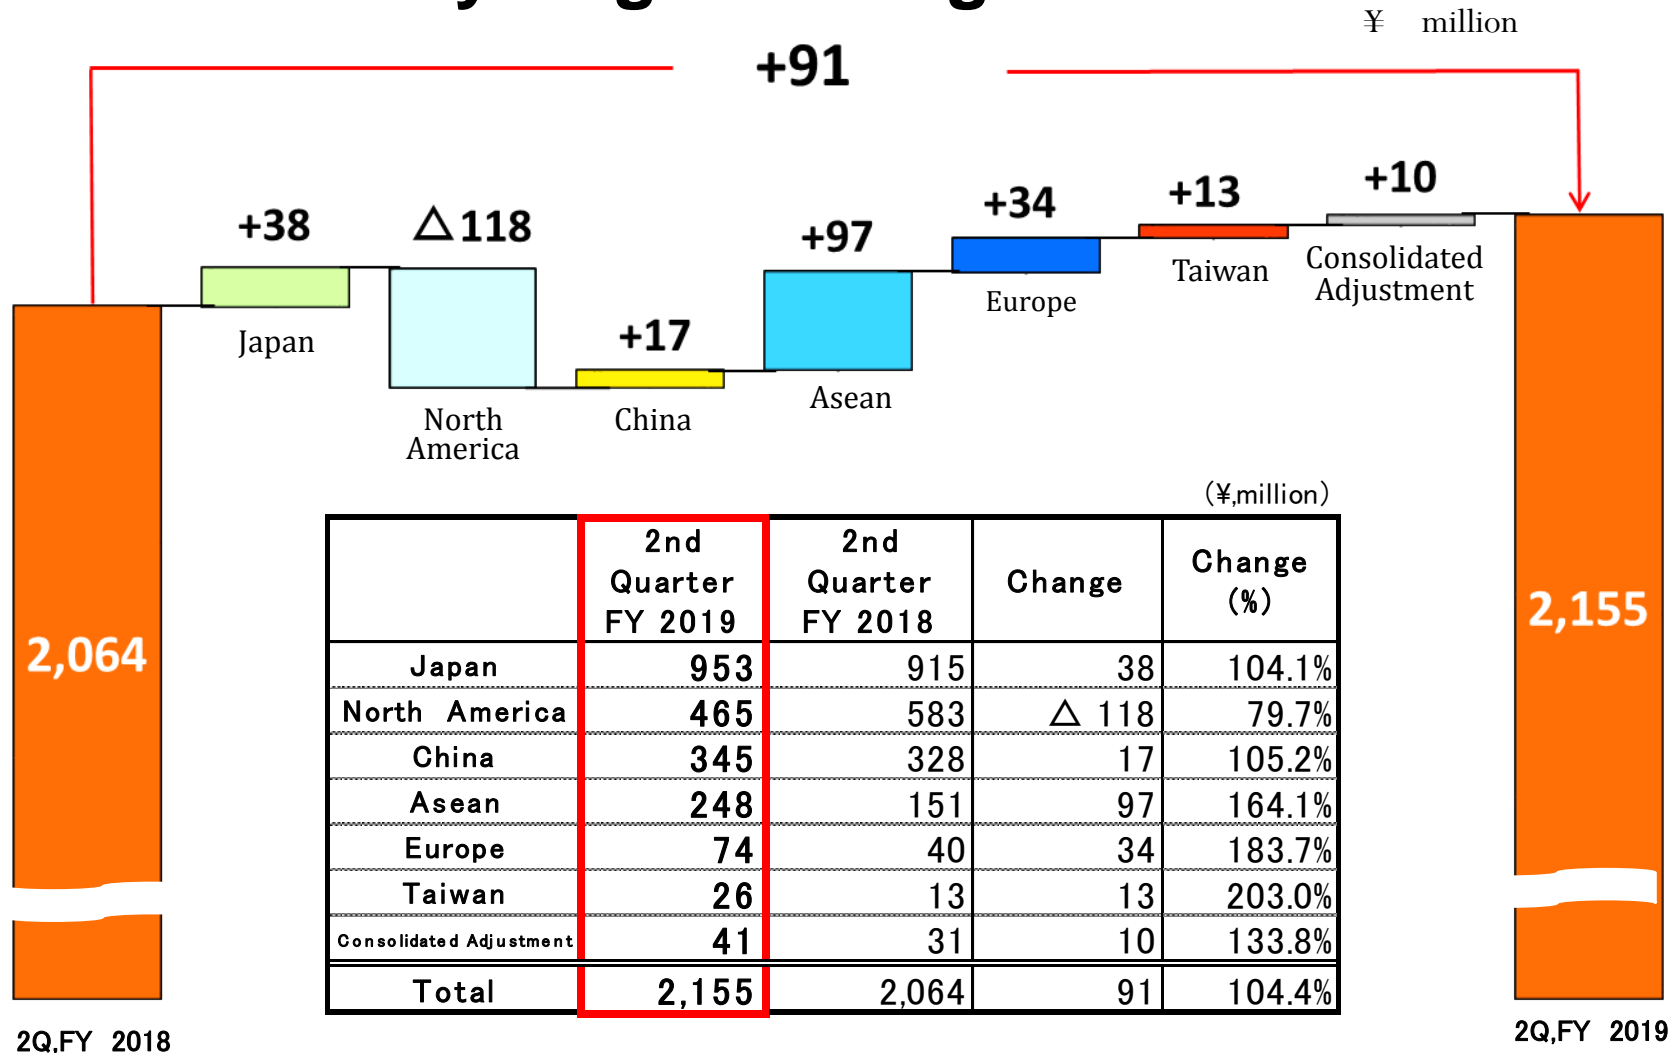 ¥ million
+91
+38
△118
+17
+97
+34
+13
+10
Japan
North
America
China
Asean
Europe
Taiwan
Consolidated
Adjustment
2,064
2,155
2Q,FY 2018
2Q,FY 2019
(¥,million)
2nd Quarter FY 2019 2nd Quarter FY 2018 Change Change (%)
Japan 953 915 38 104.1%
North America 465 583 △ 118 79.7%
China 345 328 17 105.2%
Asean 248 151 97 164.1%
Europe 74 40 34 183.7%
Taiwan 26 13 13 203.0%
Consolidated Adjustment 41 31 10 133.8%
Total 2,155 2,064 91 104.4%